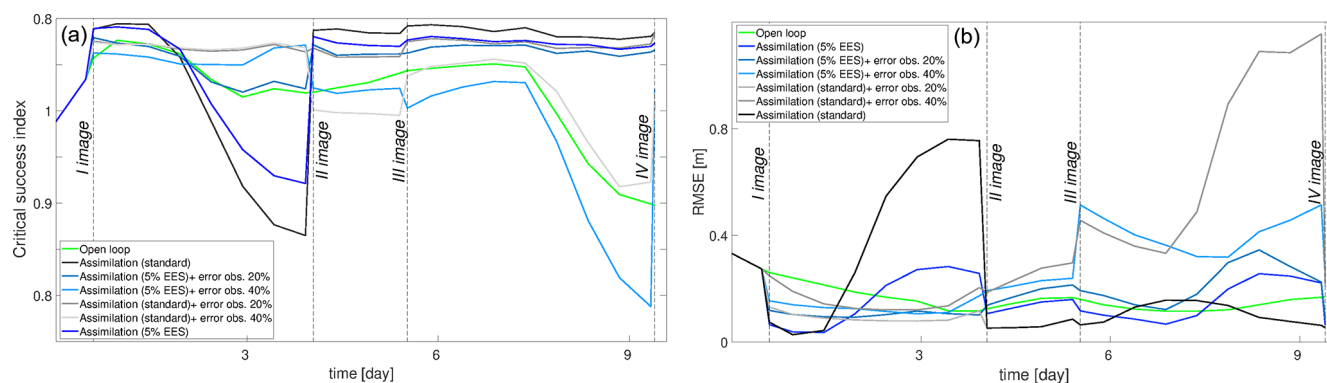 (a)
0.8
1
0.9
0.8
Critical success index
I image
II image
III image
IV image
Open loop
Assimilation (standard)
Assimilation (5% EES)+ error obs. 20%
Assimilation (5% EES)+ error obs. 40%
Assimilation (standard)+ error obs. 20%
Assimilation (standard)+ error obs. 40%
Assimilation (5% EES)
3
6
9
time [day]
(b)
Open loop
Assimilation (5% EES)
Assimilation (5% EES)+ error obs. 20%
Assimilation (5% EES)+ error obs. 40%
Assimilation (standard)+ error obs. 20%
Assimilation (standard)+ error obs. 40%
Assimilation (standard)
0.8
0.4
0
RMSE [m]
I image
II image
III image
IV image
3
6
9
time [day]